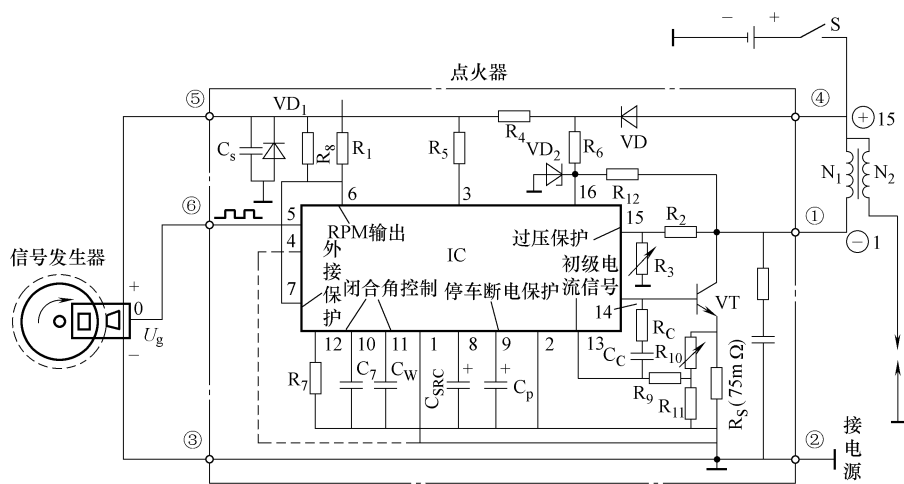 − + S
点火器
⑤ VD1 ④
+ 15
R4 VD
Cs R8 R1 R5 VD2 R6
N1 N2
R12
6 3 16
⑥ 5 RPM输出 15 R2 ①
4 外接保护 IC 过压保护
− 1
信号发生器
初级电流信号 R3
7 闭合角控制 停车断电保护
+ 0 −
Ug
14 VT
12 10 11 1 8 9 2 13
RC
CC R10
R7 C7 CW CSRC + + Cp
R9 R11 RS(75mΩ)
③ ②
接电源